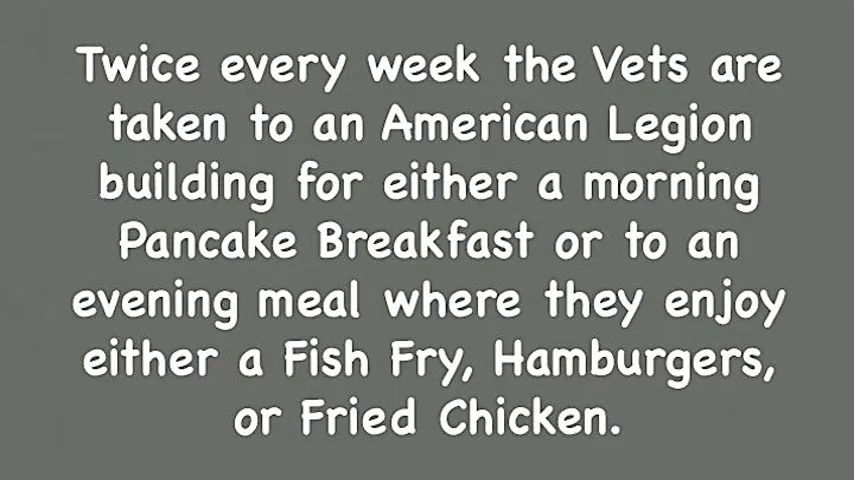 Twice every week the Vets are
taken to an American Legion
building for either a morning
Pancake Breakfast or to an
evening meal where they enjoy
either a Fish Fry, Hamburgers,
or Fried Chicken.